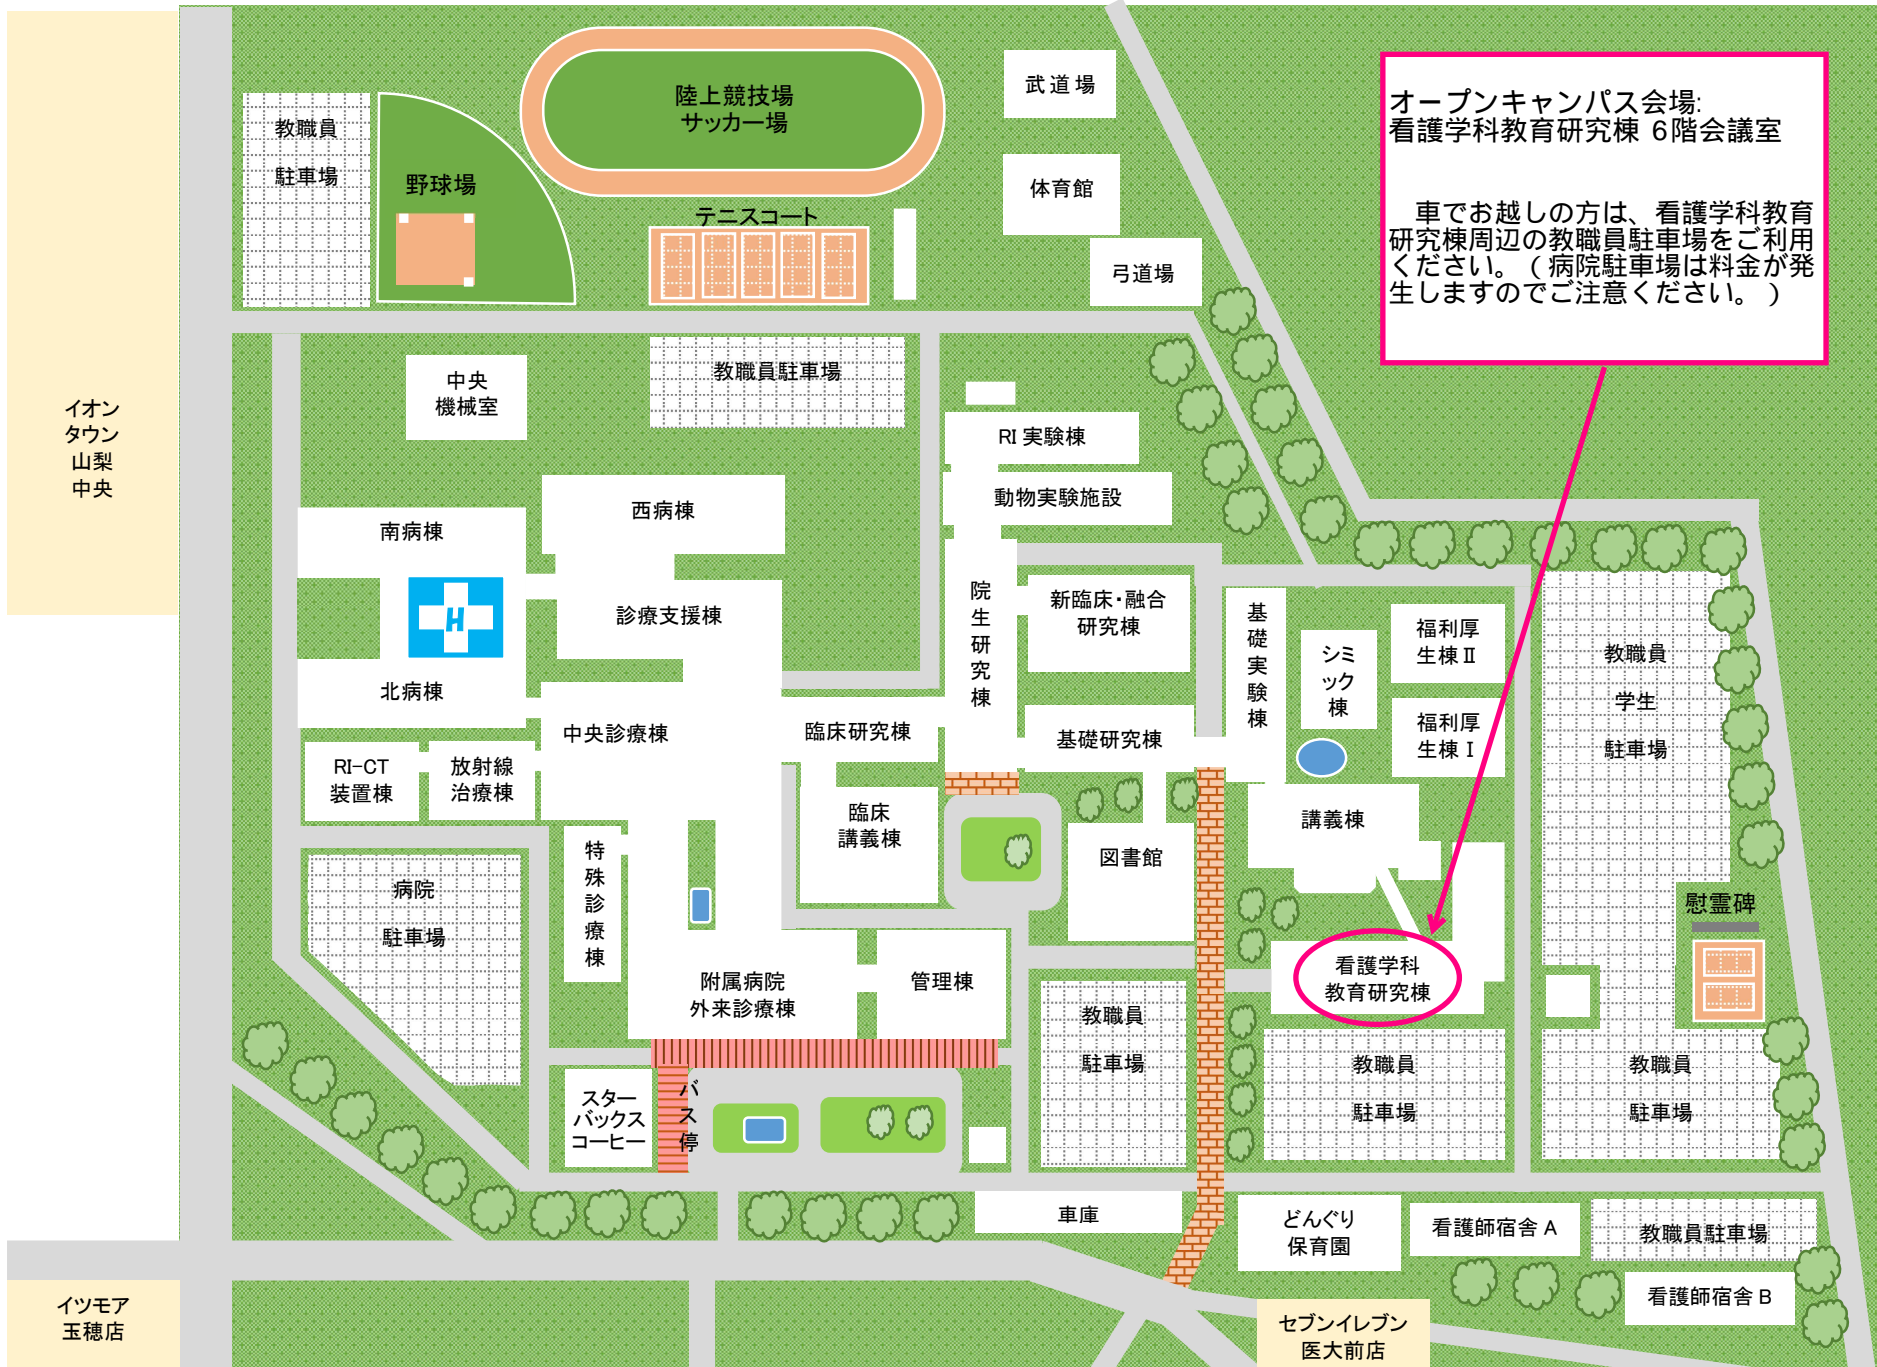 オープンキャンパス会場:
看護学科教育研究棟 6階会議室
車でお越しの方は、看護学科教育
研究棟周辺の教職員駐車場をご利用
ください。（病院駐車場は料金が発
生しますのでご注意ください。）
陸上競技場
サッカー場
武道場
教職員
駐車場
野球場
体育館
テニスコート
弓道場
イオン
タウン
山梨
中央
中央
機械室
教職員駐車場
RI 実験棟
動物実験施設
西病棟
南病棟
H
診療支援棟
北病棟
院生研究棟
新臨床・融合
研究棟
基礎実験棟
シミ
ック
棟
福利厚
生棟Ⅱ
福利厚
生棟Ⅰ
教職員
学生
駐車場
中央診療棟
臨床研究棟
基礎研究棟
RI-CT
装置棟
放射線
治療棟
臨床
講義棟
講義棟
図書館
特殊診療棟
病院
駐車場
慰霊碑
附属病院
外来診療棟
管理棟
看護学科
教育研究棟
教職員
駐車場
教職員
駐車場
教職員
駐車場
スター
バックス
コーヒー
バス停
車庫
どんぐり
保育園
看護師宿舎 A
教職員駐車場
看護師宿舎 B
イツモア
玉穂店
セブンイレブン
医大前店